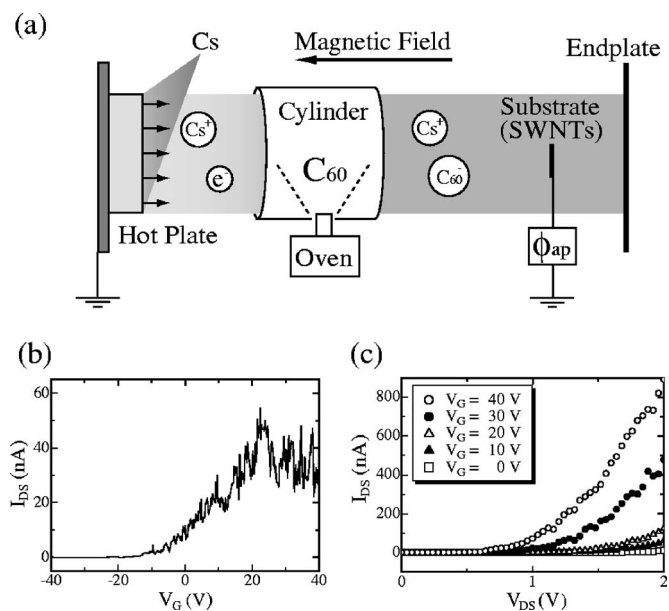 (a)
Cs
Magnetic Field
Endplate
Cs+
e-
Cylinder
C60
Cs+
C60-
Substrate
(SWNTs)
Hot Plate
Oven
Φap
(b)
60
40
20
0
IDS (nA)
-40 -20 0 20 40
VG (V)
(c)
800
600
400
200
0
IDS (nA)
VG = 40 V
VG = 30 V
VG = 20 V
VG = 10 V
VG = 0 V
0 1 2
VDS (V)